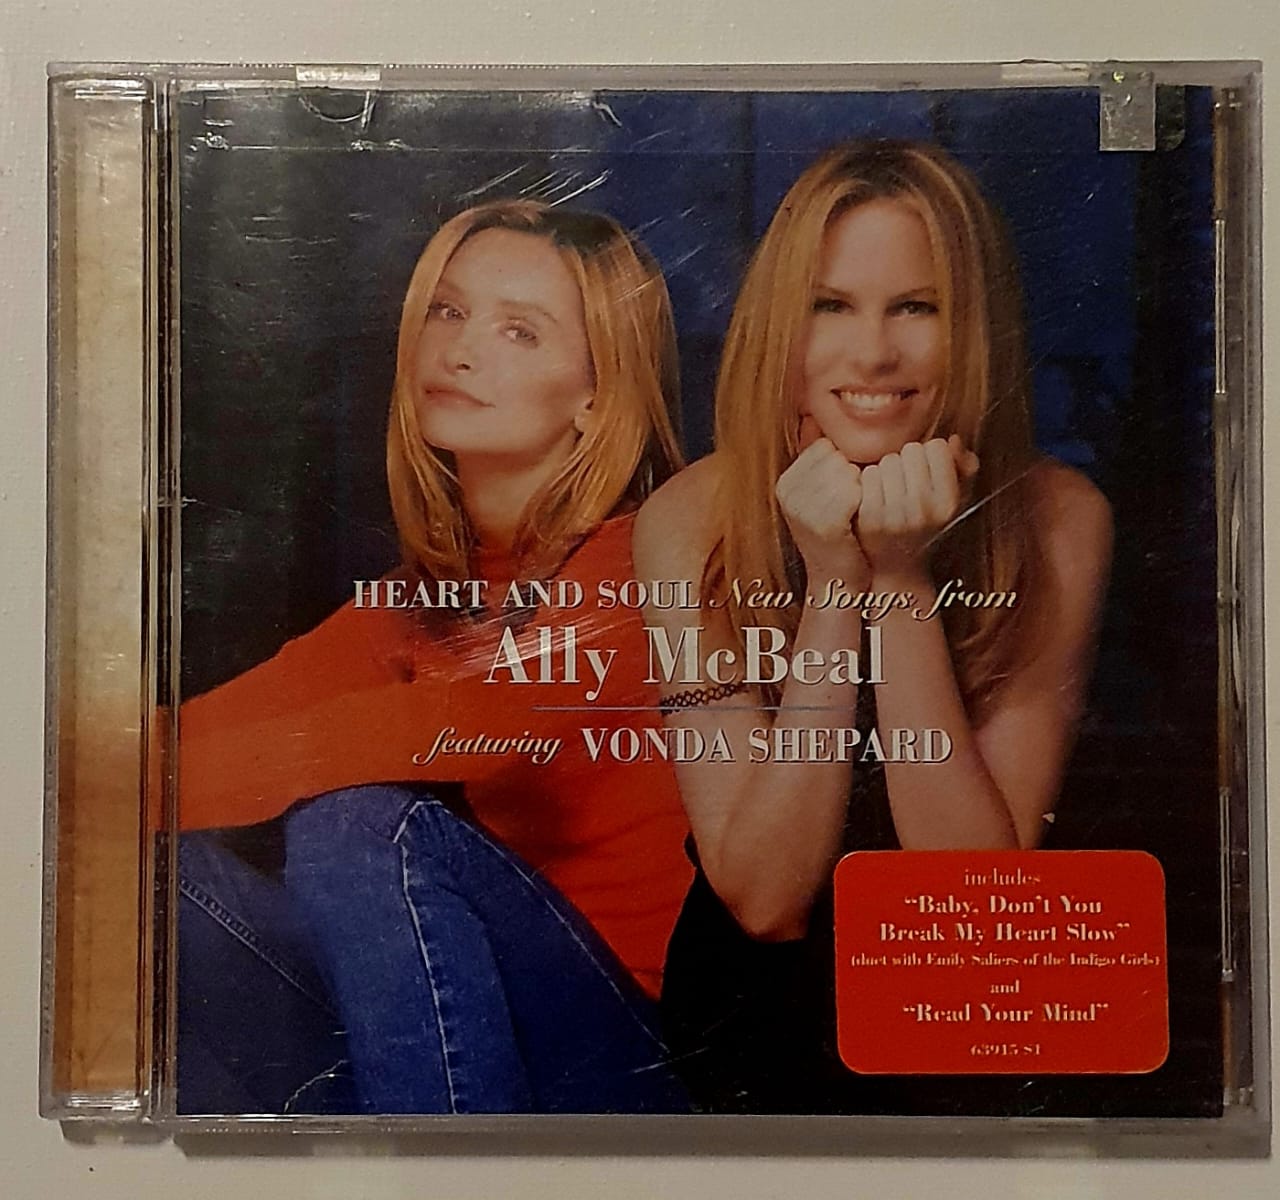 HEART AND SOUL New Songs from
Ally McBeal
featuring VONDA SHEPARD
includes
“Baby, Don't You
Break My Heart Slow”
(duet with Emily Saliers of the Indigo Girls)
and
“Read Your Mind”
63915 S1